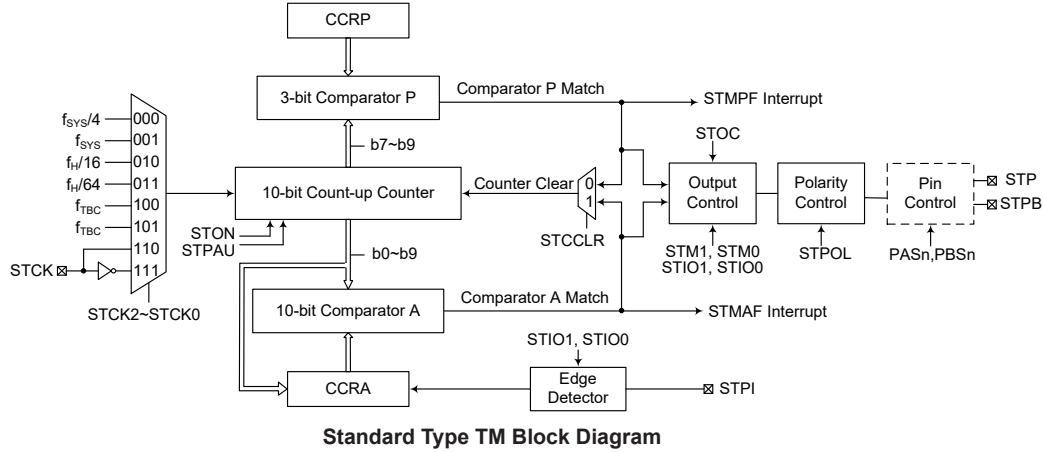 CCRP
3-bit Comparator P
Comparator P Match
STMPF Interrupt
b7~b9
fSYS/4
000
fSYS
001
fH/16
010
fH/64
011
fTBC
100
fTBC
101
110
STCK
111
STCK2~STCK0
10-bit Count-up Counter
STON
STPAU
Counter Clear
0
1
STCCLR
STOC
Output
Control
STM1, STM0
STIO1, STIO0
Polarity
Control
STPOL
Pin
Control
PASn,PBSn
STP
STPB
b0~b9
10-bit Comparator A
Comparator A Match
STMAF Interrupt
STIO1, STIO0
CCRA
Edge
Detector
STPI
Standard Type TM Block Diagram